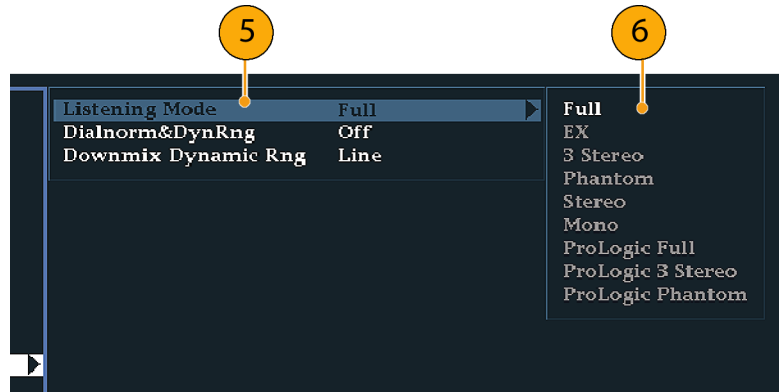 5
6
Listening Mode Full
Dialnorm&DynRng Off
Downmix Dynamic Rng Line
Full
EX
3 Stereo
Phantom
Stereo
Mono
ProLogic Full
ProLogic 3 Stereo
ProLogic Phantom